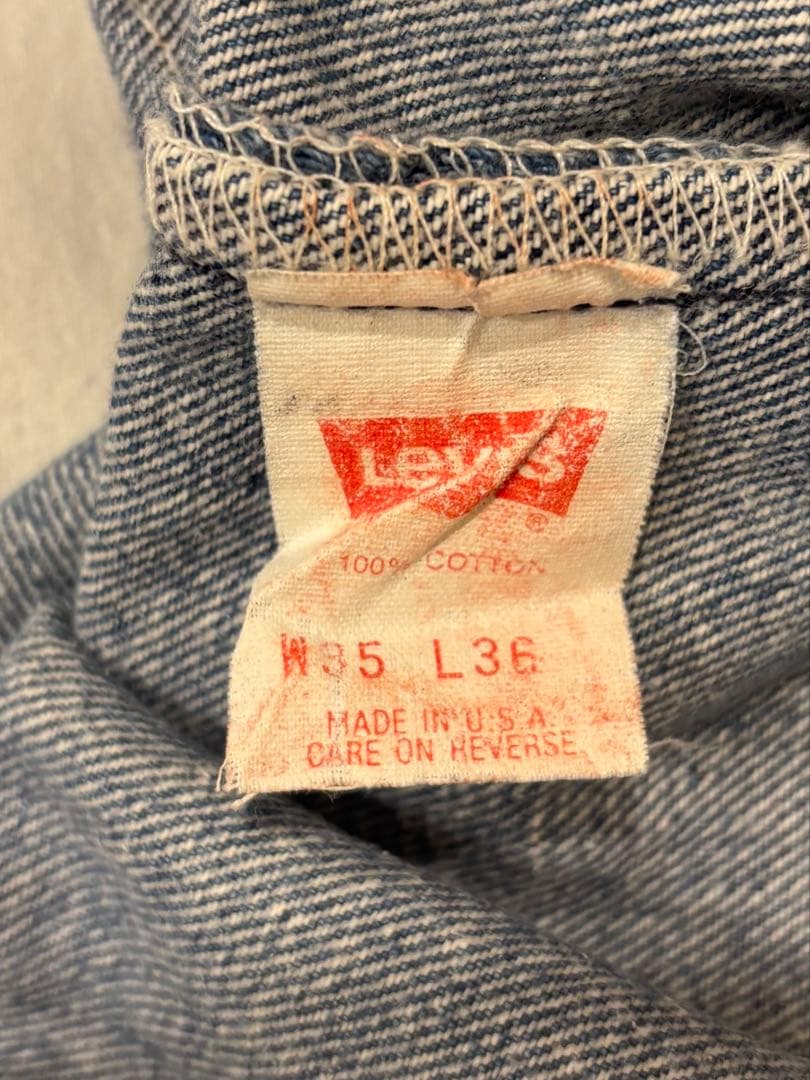 Levi's
®
100% COTTON
W35 L36
MADE IN U.S.A.
CARE ON REVERSE